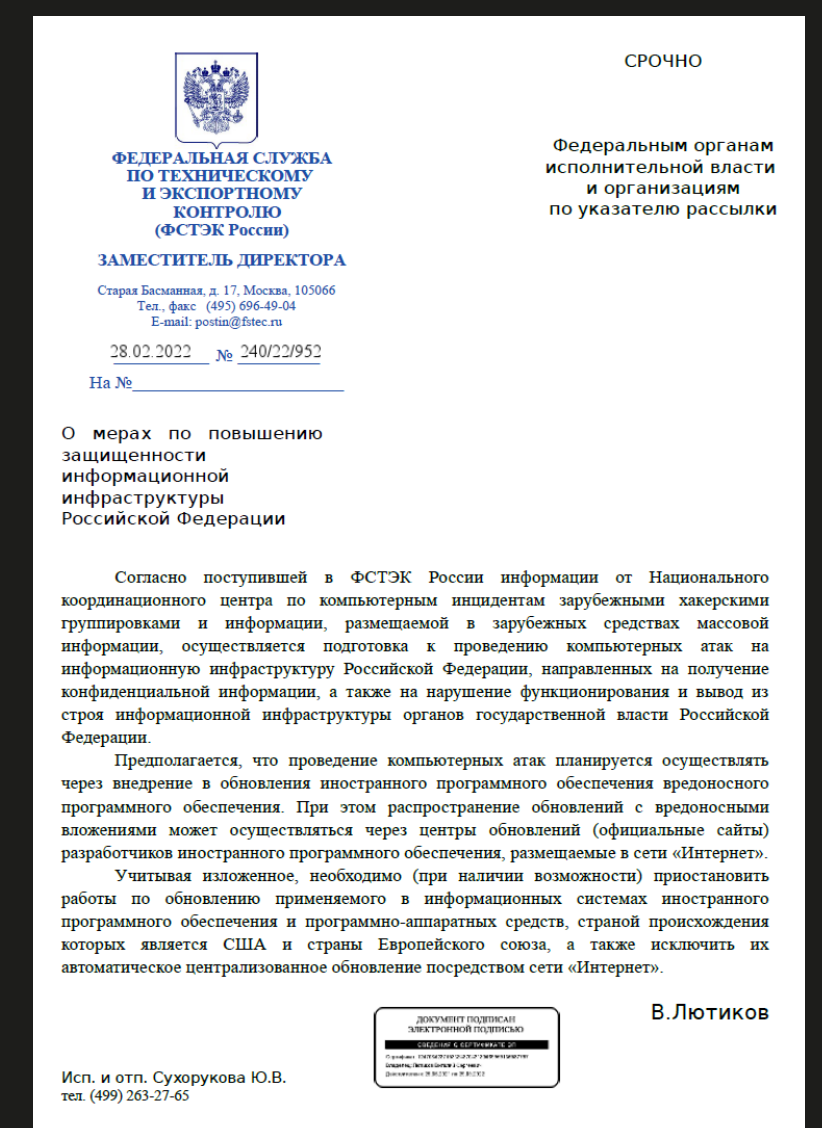 СРОЧНО
ФЕДЕРАЛЬНАЯ СЛУЖБА
ПО ТЕХНИЧЕСКОМУ
И ЭКСПОРТНОМУ
КОНТРОЛЮ
(ФСТЭК России)
ЗАМЕСТИТЕЛЬ ДИРЕКТОРА
Старая Басманная, д. 17, Москва, 105066
Тел., факс (495) 696-49-04
E-mail: postin@fstec.ru
28.02.2022 № 240/22/952
На №
Федеральным органам
исполнительной власти
и организациям
по указателю рассылки
О мерах по повышению
защищенности
информационной
инфраструктуры
Российской Федерации
Согласно поступившей в ФСТЭК России информации от Национального
координационного центра по компьютерным инцидентам зарубежными хакерскими
группировками и информации, размещаемой в зарубежных средствах массовой
информации, осуществляется подготовка к проведению компьютерных атак на
информационную инфраструктуру Российской Федерации, направленных на получение
конфиденциальной информации, а также на нарушение функционирования и вывод из
строя информационной инфраструктуры органов государственной власти Российской
Федерации.
Предполагается, что проведение компьютерных атак планируется осуществлять
через внедрение в обновления иностранного программного обеспечения вредоносного
программного обеспечения. При этом распространение обновлений с вредоносными
вложениями может осуществляться через центры обновлений (официальные сайты)
разработчиков иностранного программного обеспечения, размещаемые в сети «Интернет».
Учитывая изложенное, необходимо (при наличии возможности) приостановить
работы по обновлению применяемого в информационных системах иностранного
программного обеспечения и программно-аппаратных средств, страной происхождения
которых является США и страны Европейского союза, а также исключить их
автоматическое централизованное обновление посредством сети «Интернет».
В.Лютиков
ДОКУМЕНТ ПОДПИСАН
ЭЛЕКТРОННОЙ ПОДПИСЬЮ
СВЕДЕНИЯ О СЕРТИФИКАТЕ ЭП
Исп. и отп. Сухорукова Ю.В.
тел. (499) 263-27-65